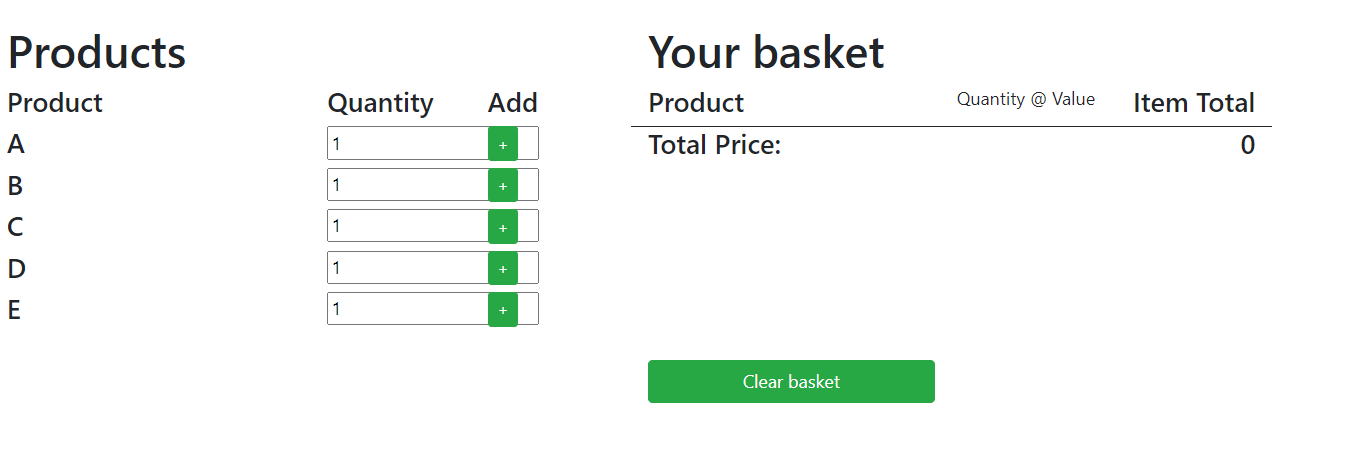 Products
Product Quantity Add
A 1 +
B 1 +
C 1 +
D 1 +
E 1 +
Your basket
Product Quantity @ Value Item Total
Total Price: 0
Clear basket